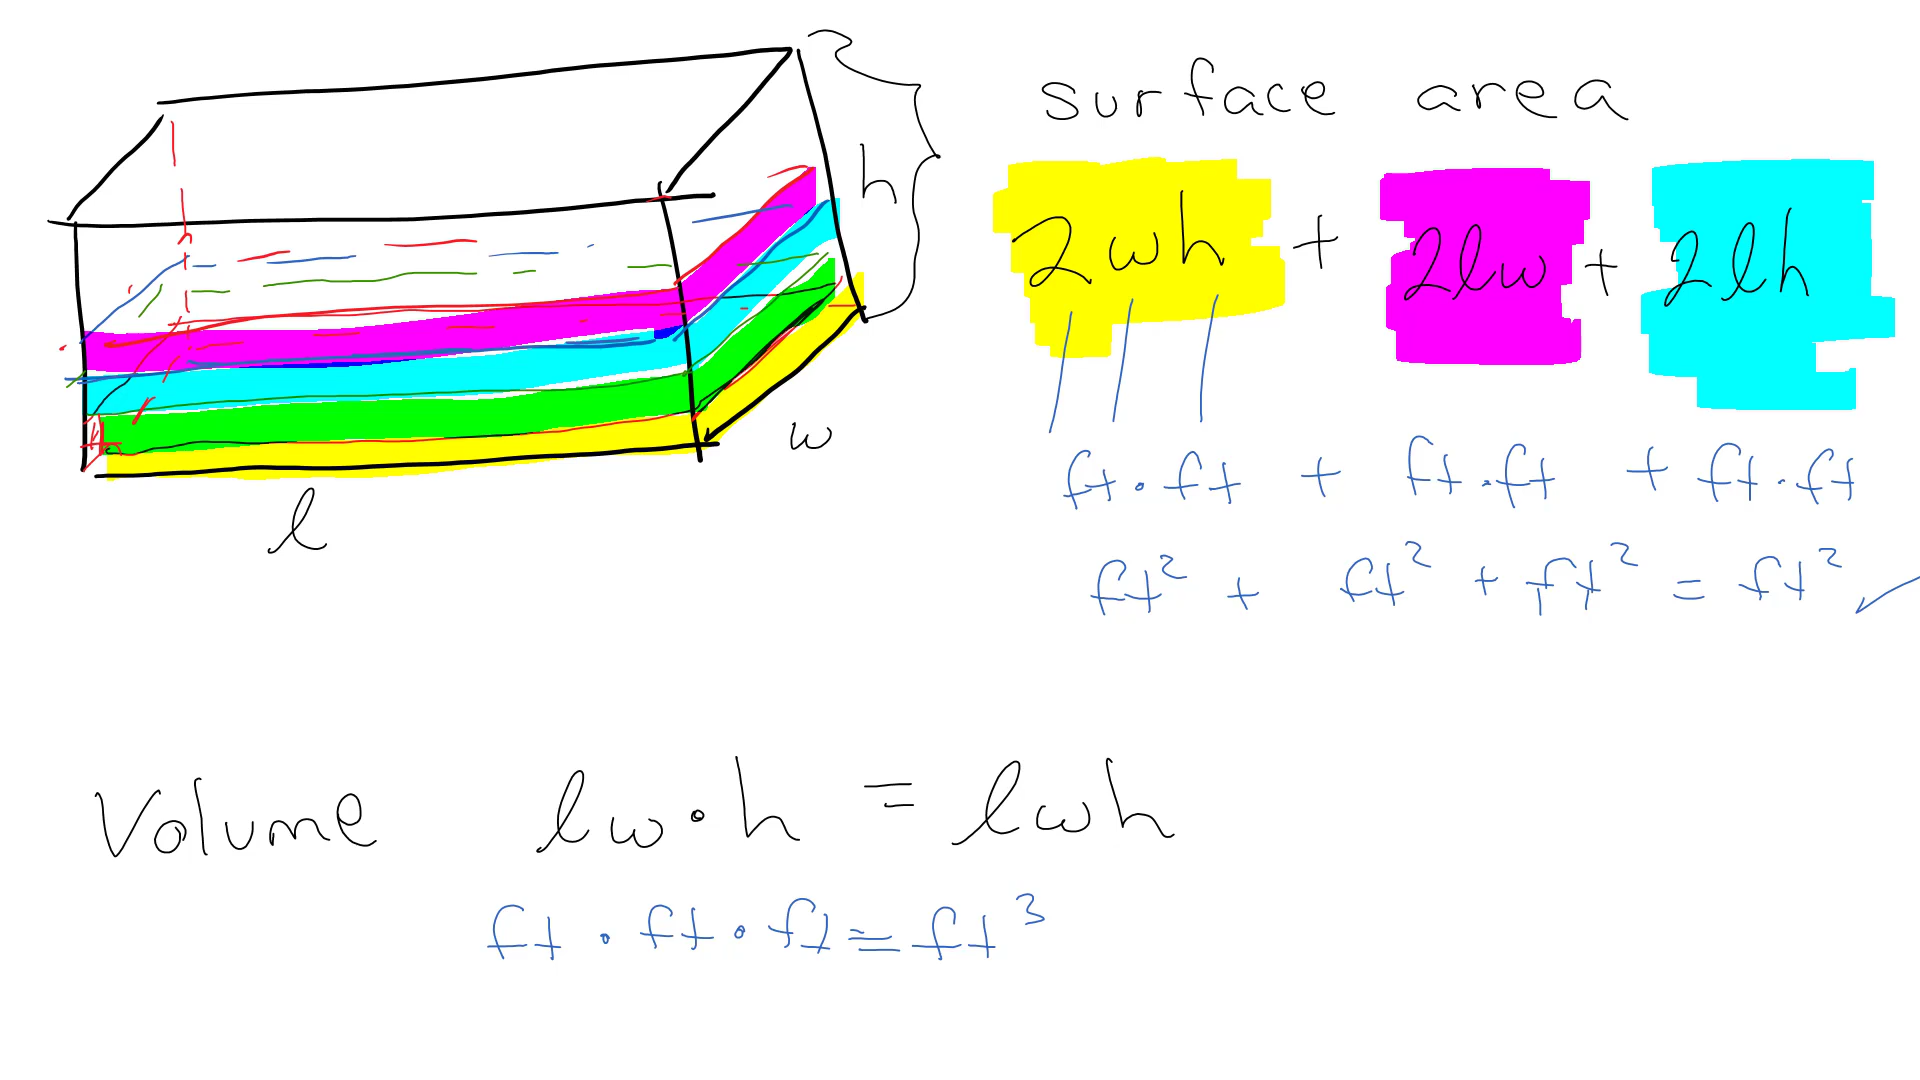 h
w
l
surface area
2wh + 2lw + 2lh
ft · ft + ft · ft + ft · ft
ft² + ft² + ft² = ft² ✓
Volume lw · h = lwh
ft · ft · ft = ft³